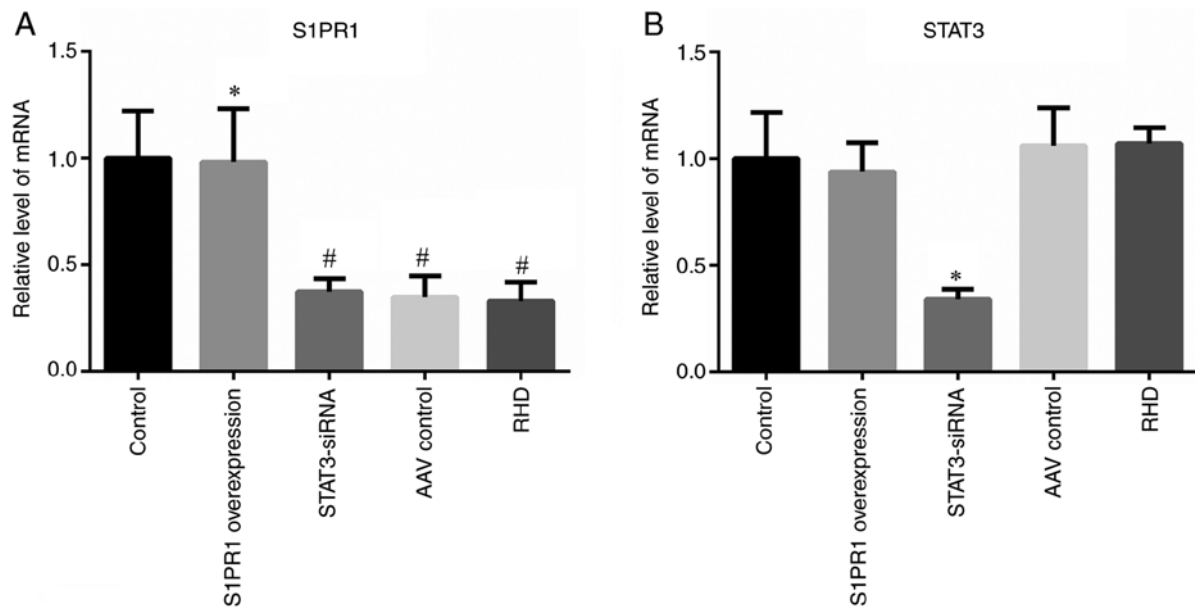 A
S1PR1
Relative level of mRNA
1.5
1.0
0.5
0.0
*
#
#
#
Control
S1PR1 overexpression
STAT3-siRNA
AAV control
RHD
B
STAT3
Relative level of mRNA
1.5
1.0
0.5
0.0
*
Control
S1PR1 overexpression
STAT3-siRNA
AAV control
RHD